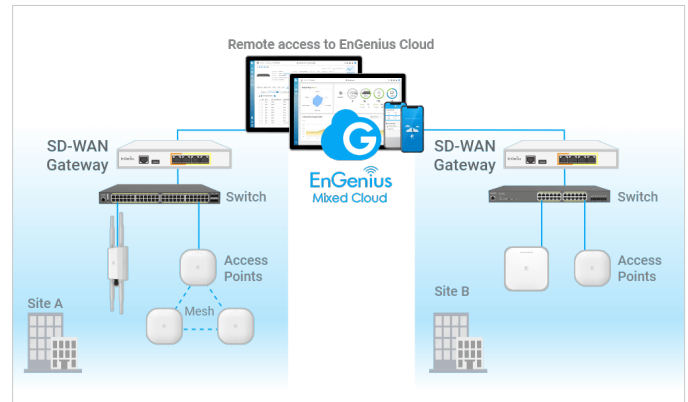 Remote access to EnGenius Cloud
SD-WAN
Gateway
Switch
Access
Points
Mesh
Site A
G
EnGenius
Mixed Cloud
SD-WAN
Gateway
Switch
Access
Points
Site B